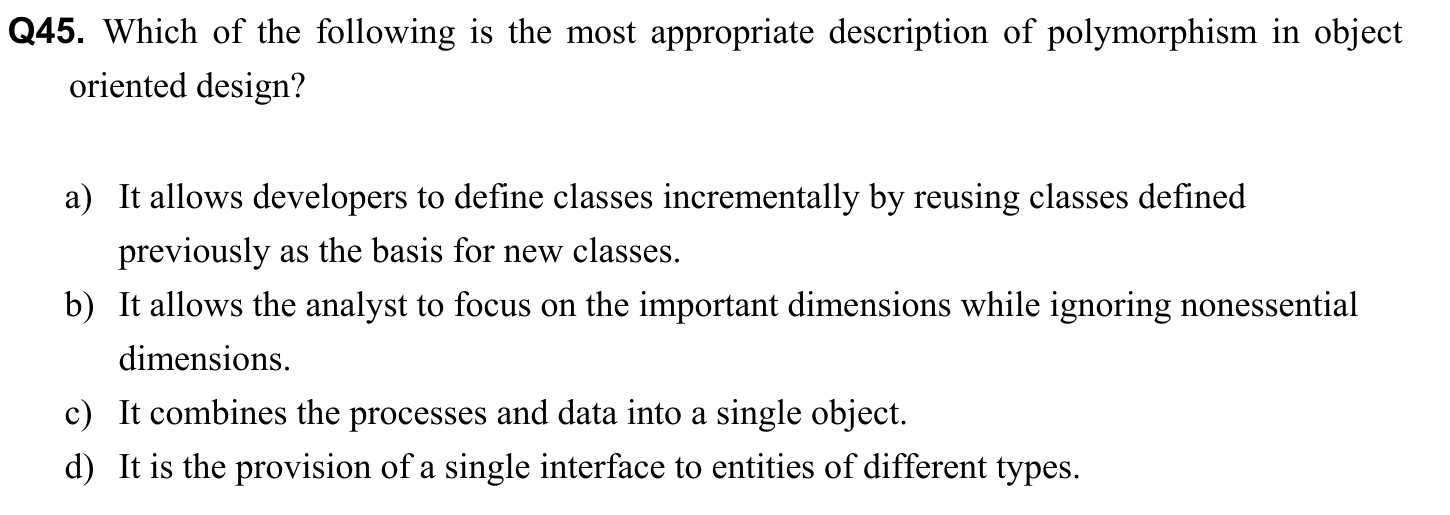 Q45. Which of the following is the most appropriate description of polymorphism in object
oriented design?
a) It allows developers to define classes incrementally by reusing classes defined
previously as the basis for new classes.
b) It allows the analyst to focus on the important dimensions while ignoring nonessential
dimensions.
c) It combines the processes and data into a single object.
d) It is the provision of a single interface to entities of different types.